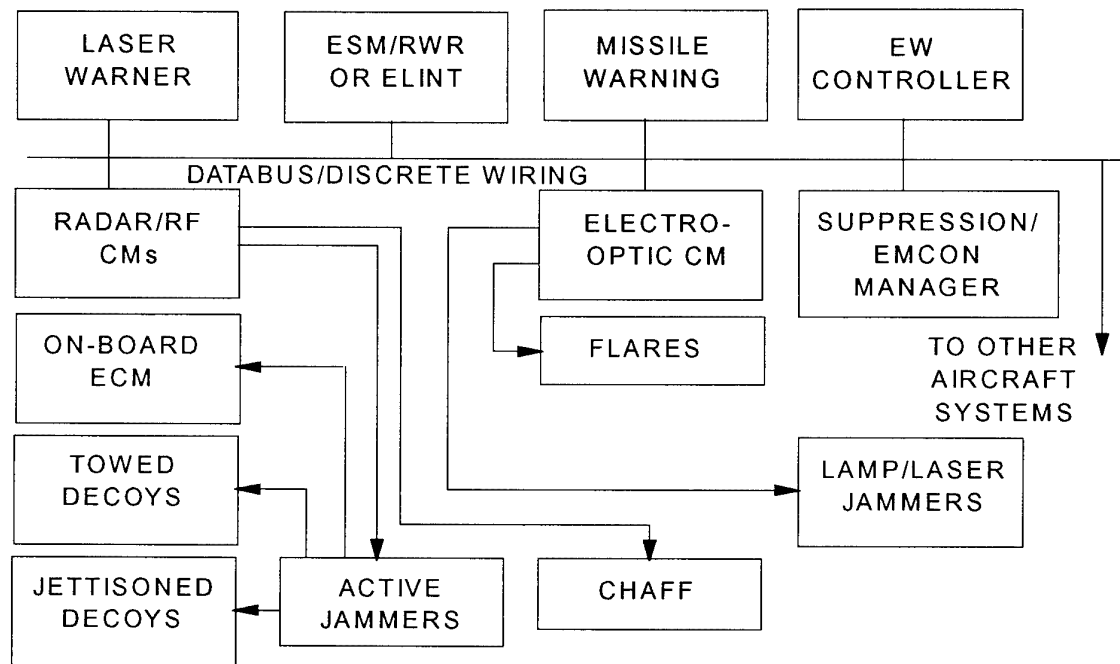 LASER
WARNER
ESM/RWR
OR ELINT
MISSILE
WARNING
EW
CONTROLLER
DATABUS/DISCRETE WIRING
RADAR/RF
CMs
ELECTRO-
OPTIC CM
SUPPRESSION/
EMCON
MANAGER
ON-BOARD
ECM
FLARES
TO OTHER
AIRCRAFT
SYSTEMS
TOWED
DECOYS
LAMP/LASER
JAMMERS
JETTISONED
DECOYS
ACTIVE
JAMMERS
CHAFF